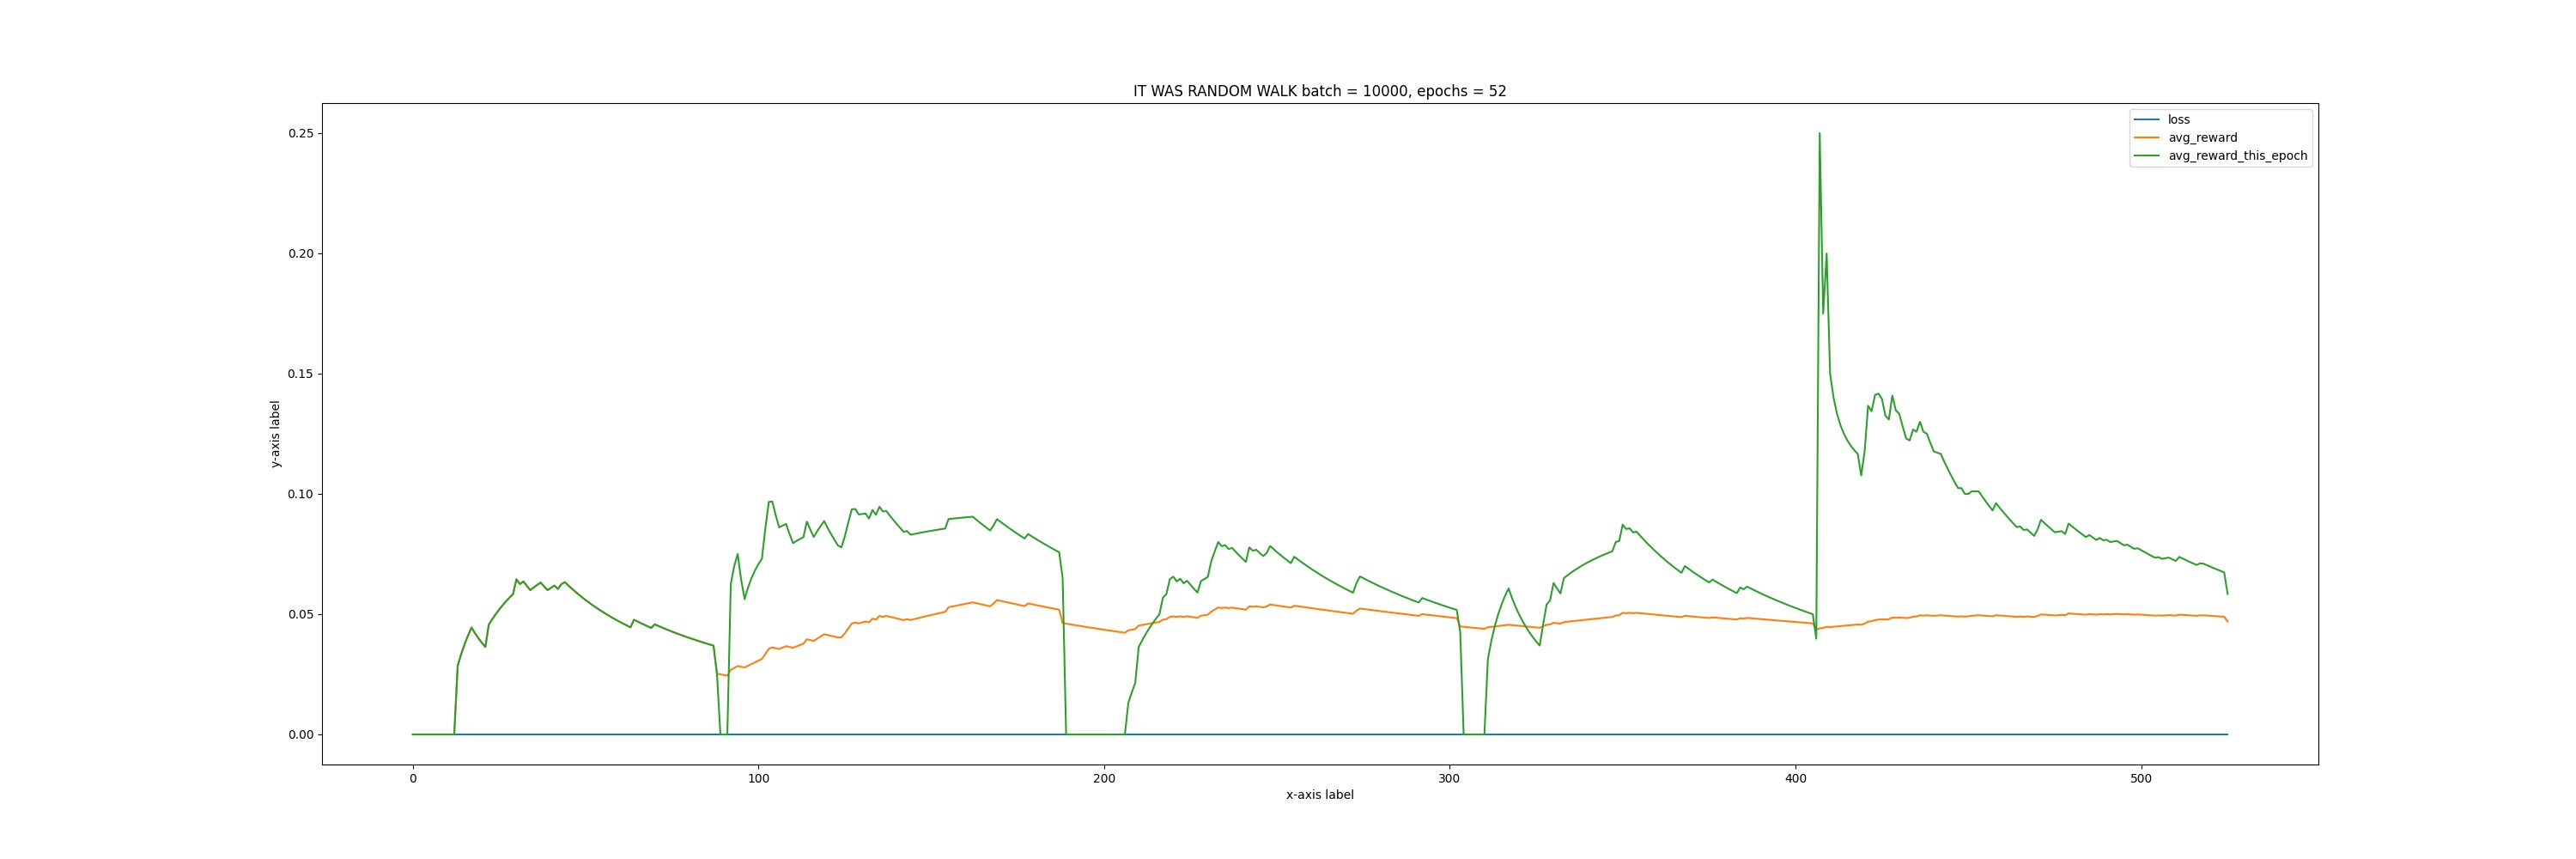 IT WAS RANDOM WALK batch = 10000, epochs = 52
loss
avg_reward
avg_reward_this_epoch
0.25
0.20
0.15
0.10
0.05
0.00
y-axis label
0 100 200 300 400 500
x-axis label